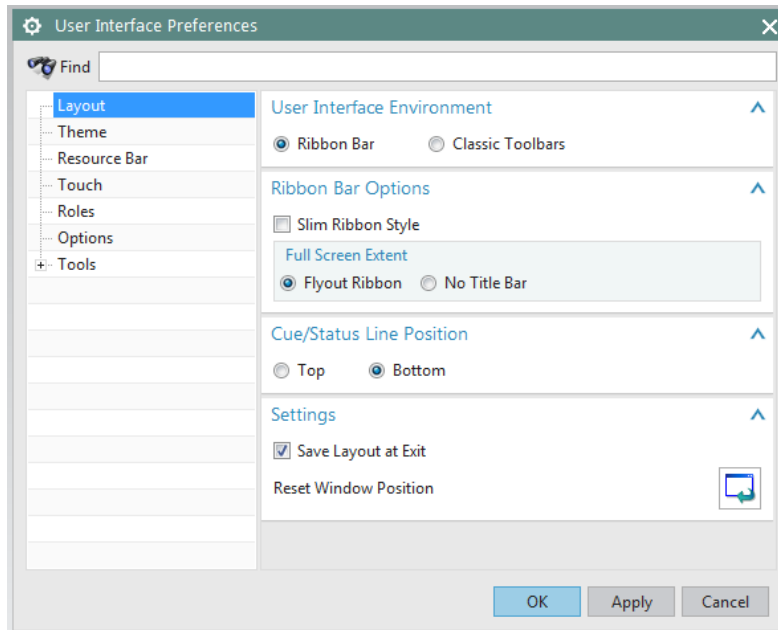 User Interface Preferences
Find
Layout
Theme
Resource Bar
Touch
Roles
Options
Tools
User Interface Environment
Ribbon Bar Classic Toolbars
Ribbon Bar Options
Slim Ribbon Style
Full Screen Extent
Flyout Ribbon No Title Bar
Cue/Status Line Position
Top Bottom
Settings
Save Layout at Exit
Reset Window Position
OK Apply Cancel